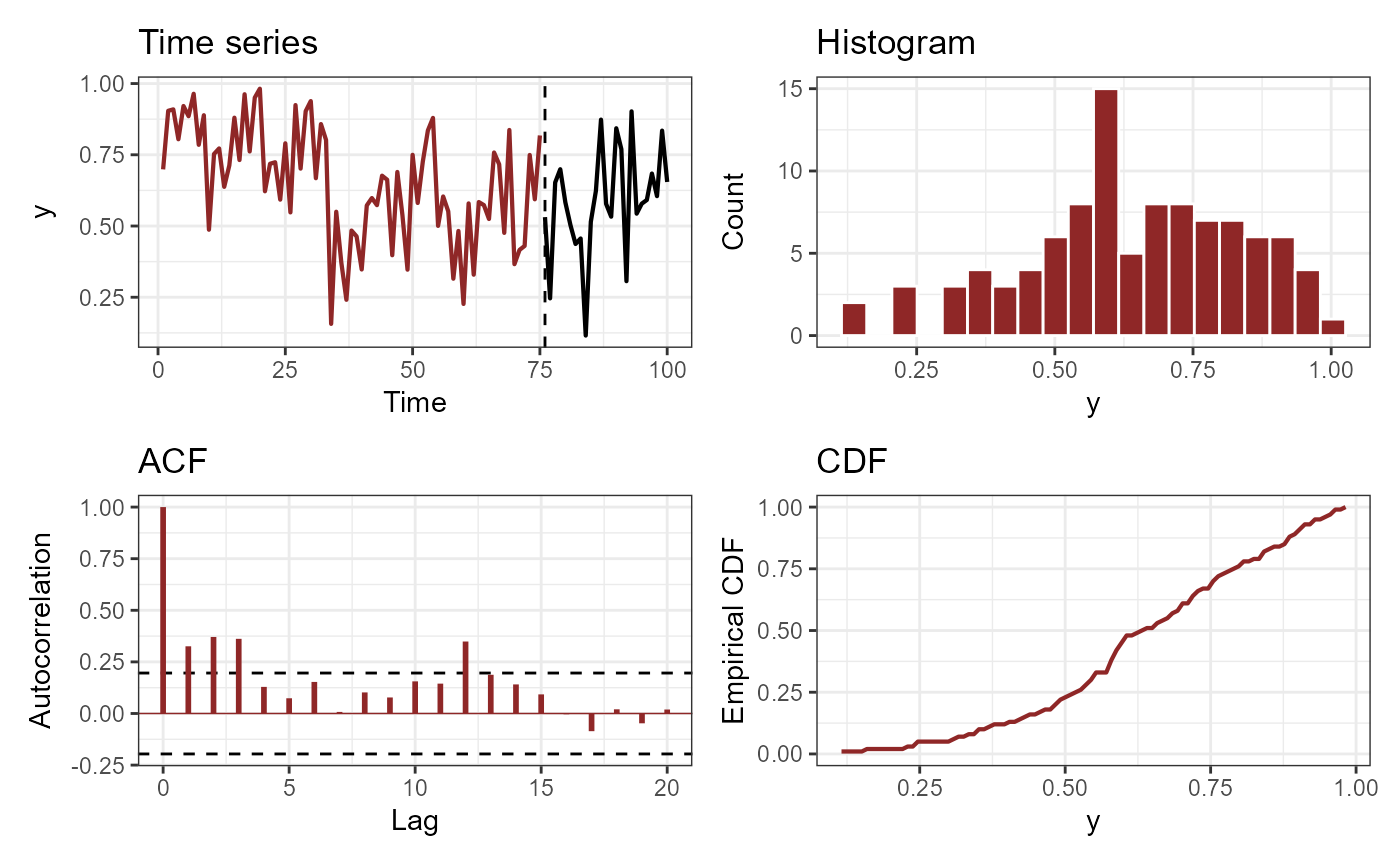 Time series
1.00
0.75
0.50
0.25
y
0 25 50 75 100
Time
Histogram
15
10
5
0
Count
0.25 0.50 0.75 1.00
y
ACF
1.00
0.75
0.50
0.25
0.00
-0.25
Autocorrelation
0 5 10 15 20
Lag
CDF
1.00
0.75
0.50
0.25
0.00
Empirical CDF
0.25 0.50 0.75 1.00
y